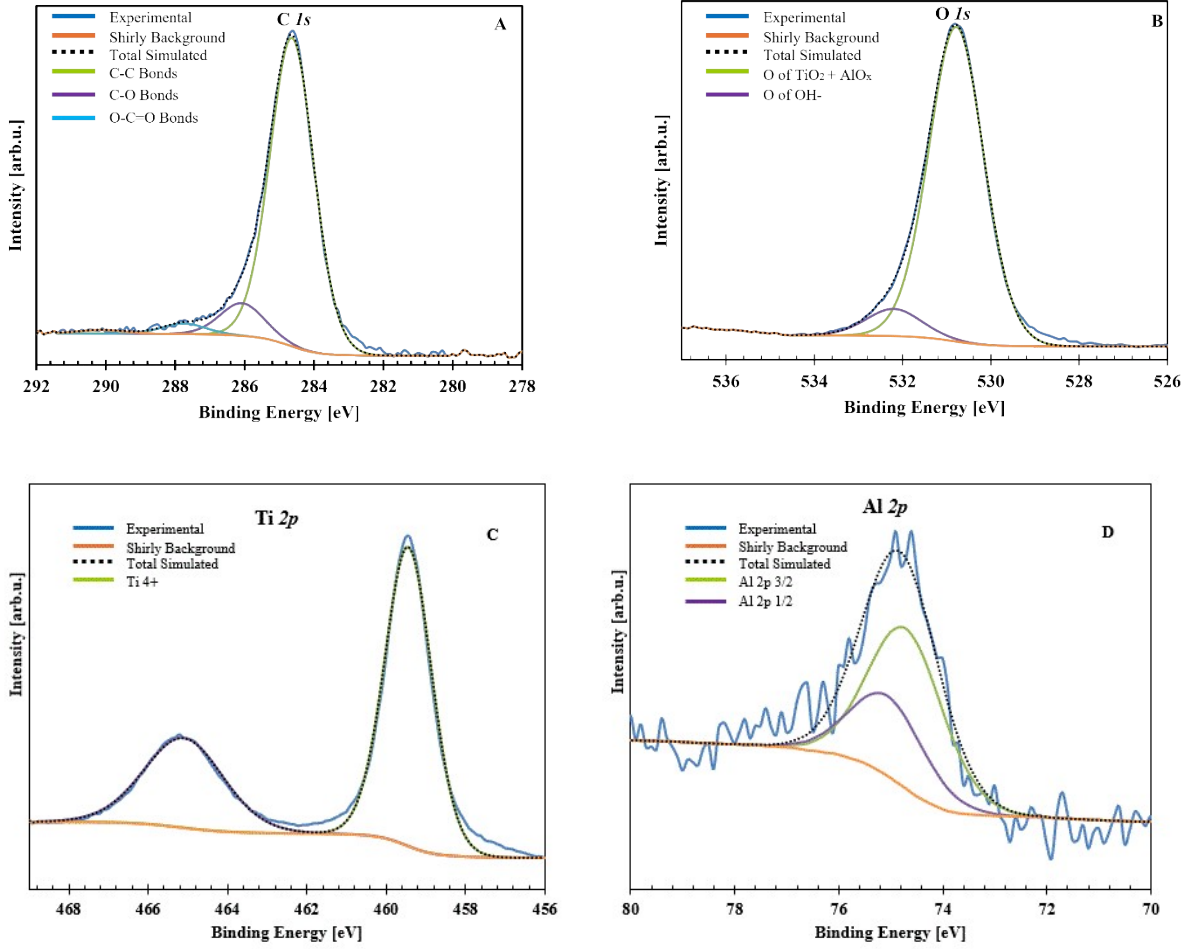 C 1s
A
Experimental
Shirly Background
Total Simulated
C-C Bonds
C-O Bonds
O-C=O Bonds
Intensity [arb.u.]
292 290 288 286 284 282 280 278
Binding Energy [eV]
O 1s
B
Experimental
Shirly Background
Total Simulated
O of TiO₂ + AlOₓ
O of OH-
Intensity [arb.u.]
536 534 532 530 528 526
Binding Energy [eV]
Ti 2p
C
Experimental
Shirly Background
Total Simulated
Ti 4+
Intensity [arb.u.]
468 466 464 462 460 458 456
Binding Energy [eV]
Al 2p
D
Experimental
Shirly Background
Total Simulated
Al 2p 3/2
Al 2p 1/2
Intensity [arb.u.]
80 78 76 74 72 70
Binding Energy [eV]